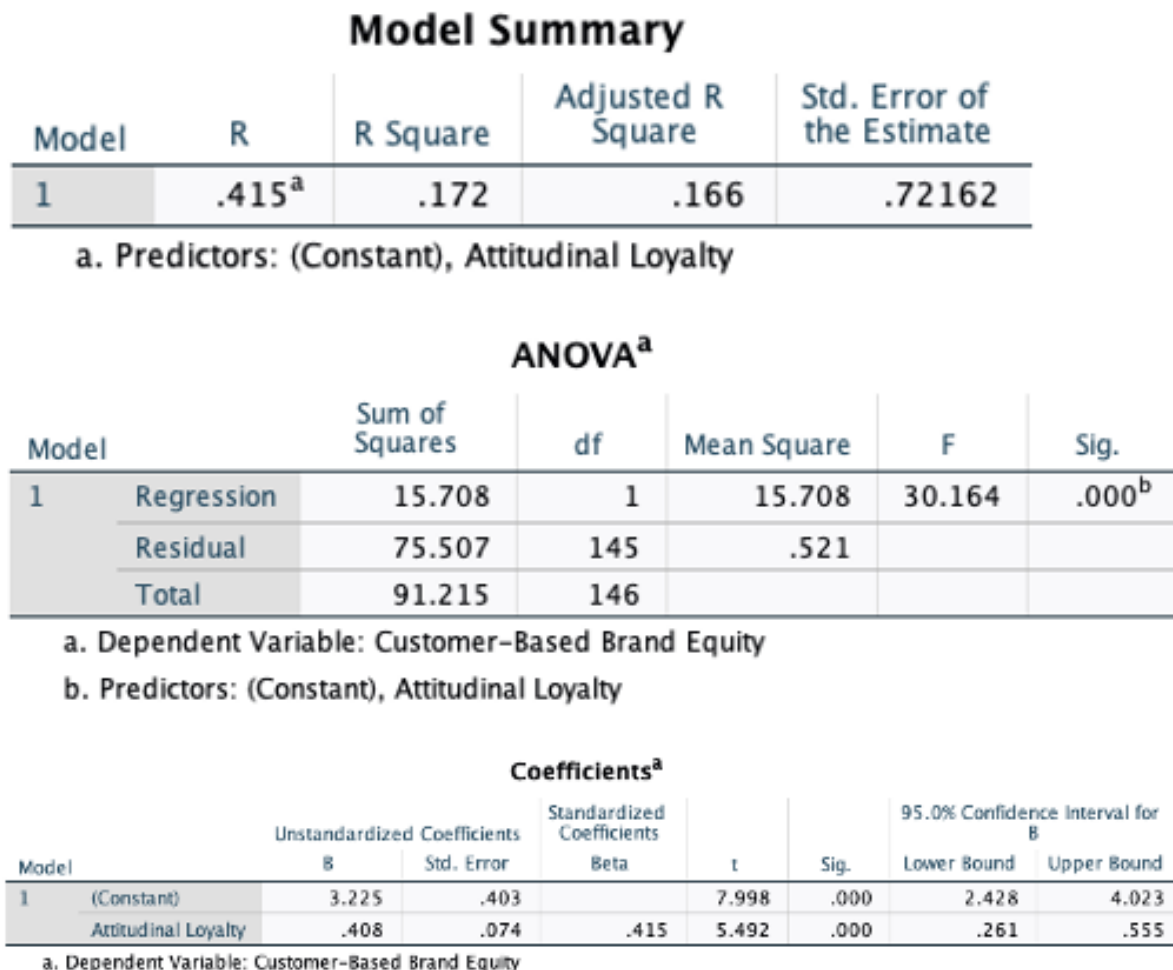 Model Summary
Model R R Square Adjusted R Square Std. Error of the Estimate
1 .415a .172 .166 .72162
a. Predictors: (Constant), Attitudinal Loyalty
ANOVAa
Model Sum of Squares df Mean Square F Sig.
1 Regression 15.708 1 15.708 30.164 .000b
Residual 75.507 145 .521
Total 91.215 146
a. Dependent Variable: Customer-Based Brand Equity
b. Predictors: (Constant), Attitudinal Loyalty
Coefficientsa
Unstandardized Coefficients Standardized Coefficients 95.0% Confidence Interval for B
Model B Std. Error Beta t Sig. Lower Bound Upper Bound
1 (Constant) 3.225 .403 7.998 .000 2.428 4.023
Attitudinal Loyalty .408 .074 .415 5.492 .000 .261 .555
a. Dependent Variable: Customer-Based Brand Equity